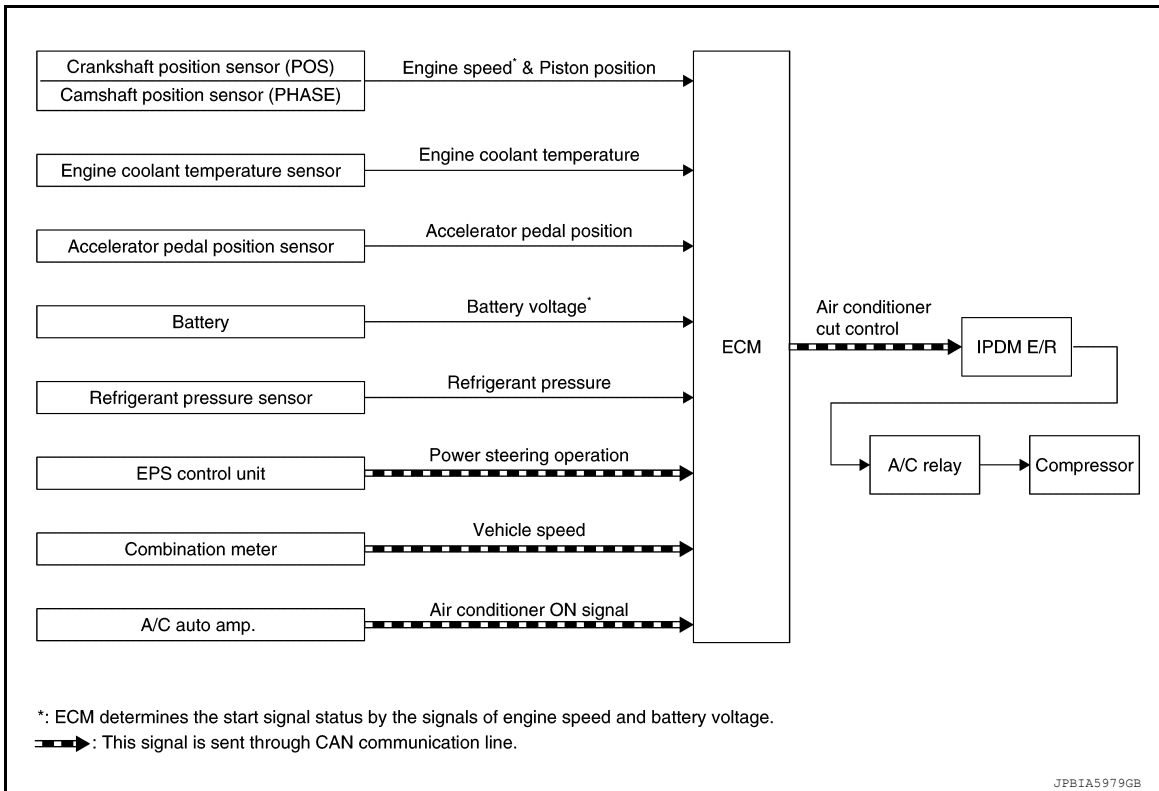 Crankshaft position sensor (POS)
Camshaft position sensor (PHASE)
Engine speed* & Piston position
Engine coolant temperature sensor
Engine coolant temperature
Accelerator pedal position sensor
Accelerator pedal position
Battery
Battery voltage*
Refrigerant pressure sensor
Refrigerant pressure
EPS control unit
Power steering operation
Combination meter
Vehicle speed
A/C auto amp.
Air conditioner ON signal
ECM
Air conditioner
cut control
IPDM E/R
A/C relay
Compressor
*: ECM determines the start signal status by the signals of engine speed and battery voltage.
: This signal is sent through CAN communication line.
JPBIA5979GB